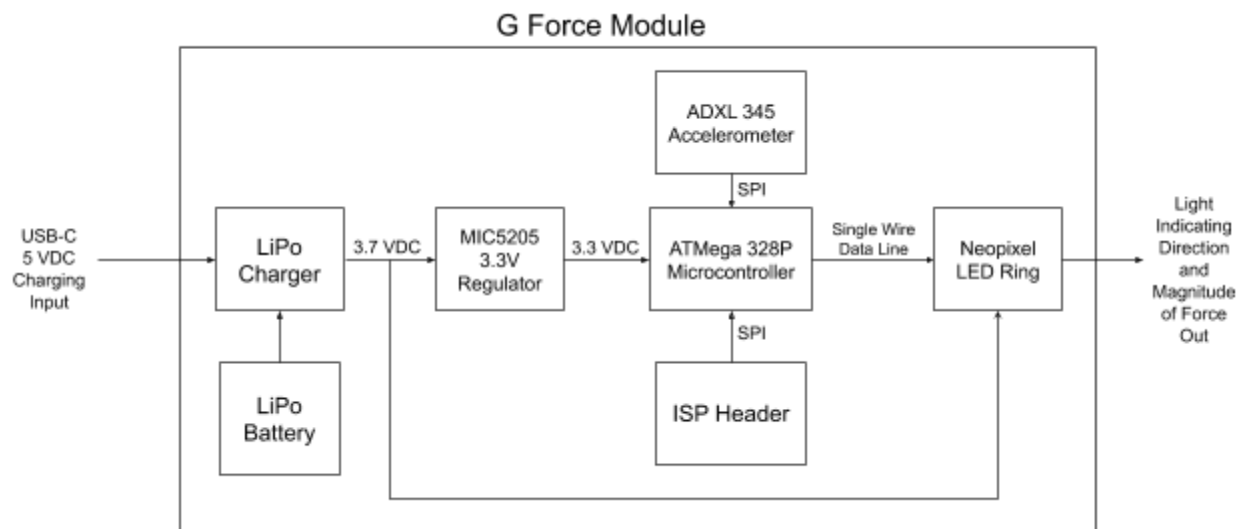 G Force Module
ADXL 345
Accelerometer
SPI
USB-C
5 VDC
Charging
Input
LiPo
Charger
3.7 VDC
MIC5205
3.3V
Regulator
3.3 VDC
ATMega 328P
Microcontroller
Single Wire
Data Line
Neopixel
LED Ring
Light
Indicating
Direction
and
Magnitude
of Force
Out
SPI
LiPo
Battery
ISP Header